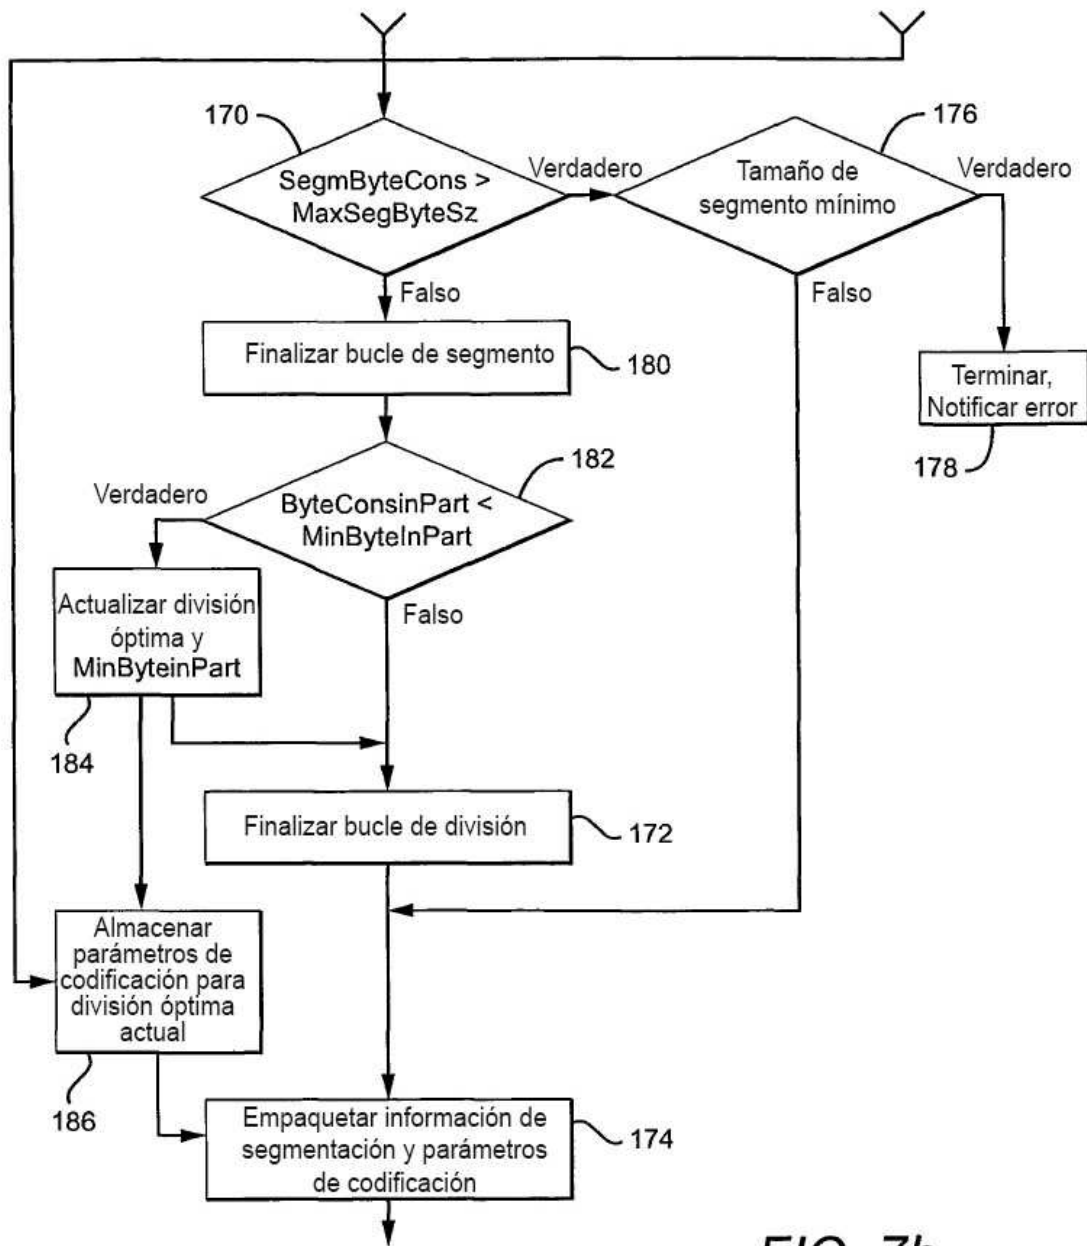 170
176
Verdadero
Verdadero
SegmByteCons >
MaxSegByteSz
Tamaño de
segmento mínimo
Falso
Falso
Finalizar bucle de segmento
180
Terminar,
Notificar error
178
182
Verdadero
ByteConsinPart <
MinByteInPart
Actualizar división
óptima y
MinByteinPart
Falso
184
Finalizar bucle de división
172
Almacenar
parámetros de
codificación para
división óptima
actual
186
Empaquetar información de
segmentación y parámetros
de codificación
174
FIG. 7b